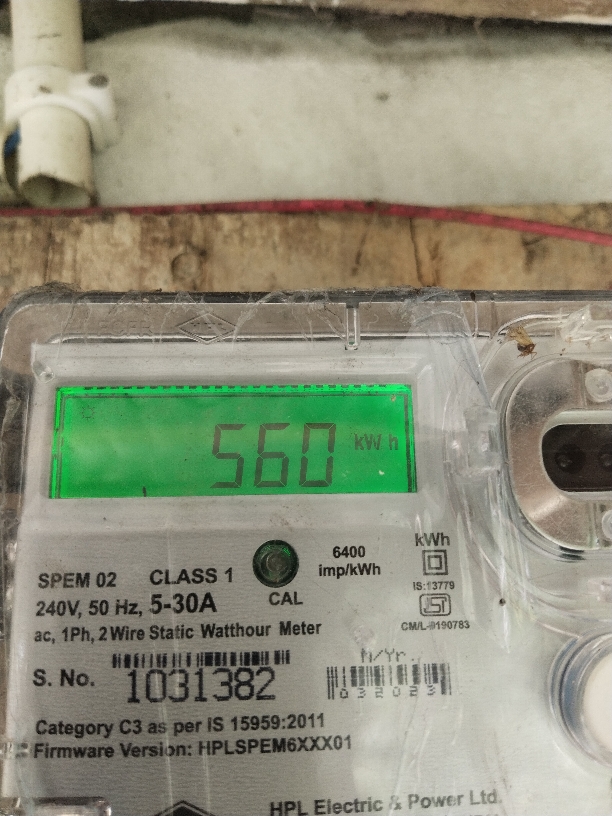 560 kWh
6400
imp/kWh
kWh
SPEM 02 CLASS 1
CAL
IS:13779
240V, 50 Hz, 5-30A
CM/L-0190783
ac, 1Ph, 2 Wire Static Watthour Meter
M/Yr.
S. No. 1031382
032023
Category C3 as per IS 15959:2011
Firmware Version: HPLSPEM6XXX01
HPL Electric & Power Ltd.